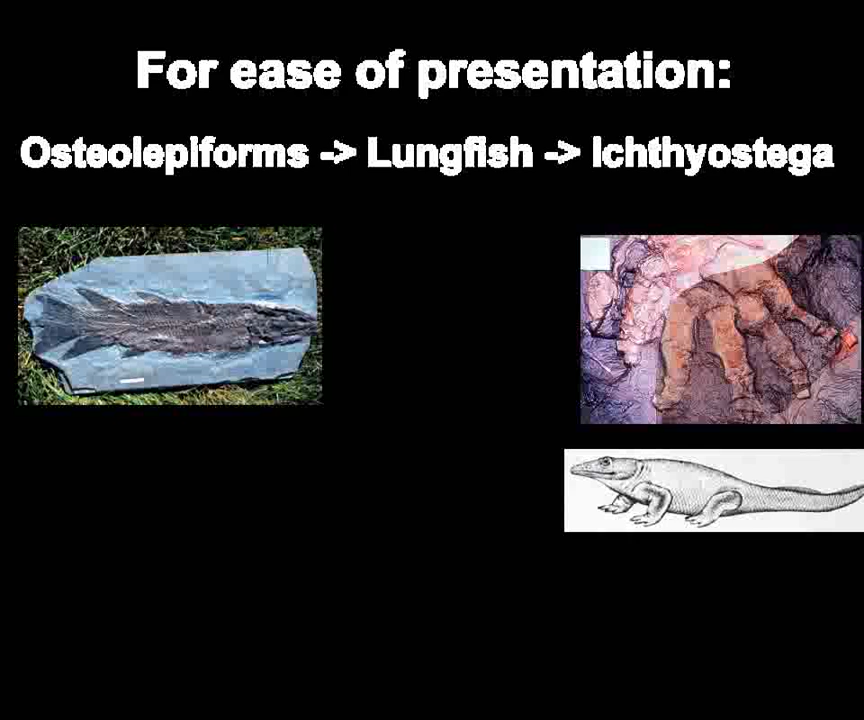 For ease of presentation:
Osteolepiforms -> Lungfish -> Ichthyostega